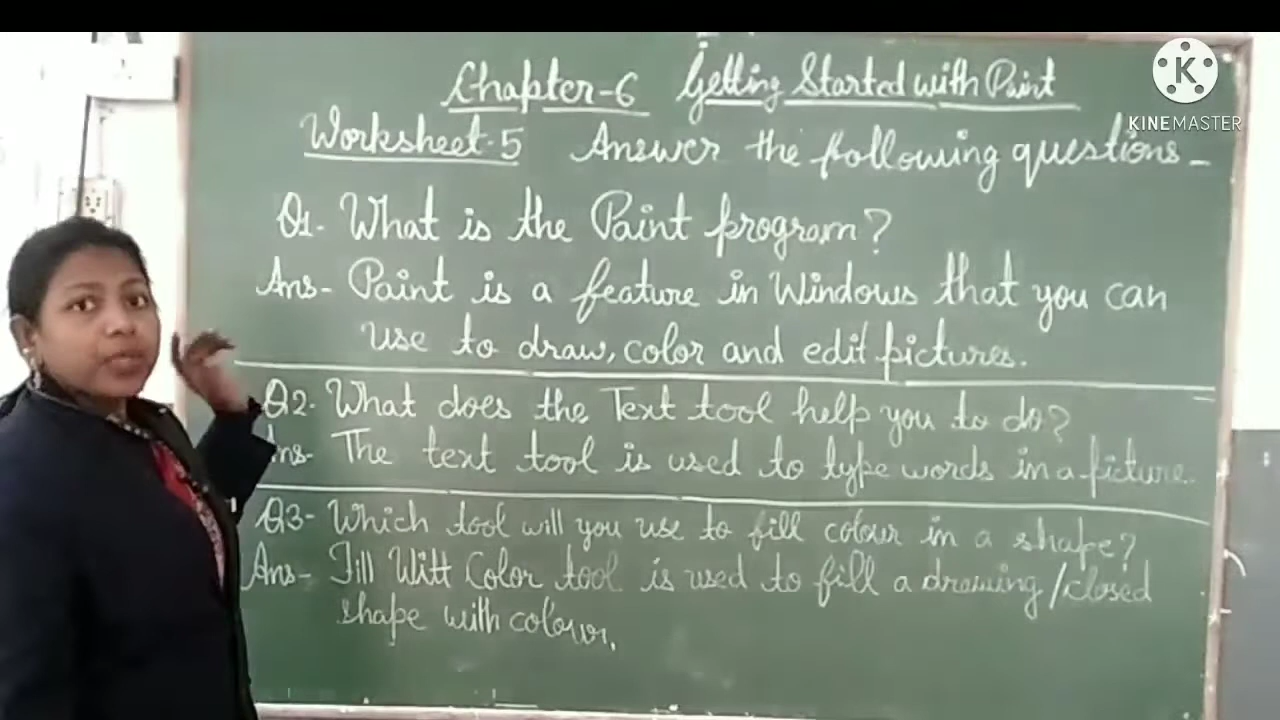 Chapter-6 Getting Started with Paint
Worksheet-5 Answer the following questions -
Q1- What is the Paint program?
Ans- Paint is a feature in Windows that you can
use to draw, color and edit pictures.
Q2- What does the Text tool help you to do?
Ans- The text tool is used to type words in a picture.
Q3- Which tool will you use to fill colour in a shape?
Ans- Fill Witt Color tool is used to fill a drawing/closed
shape with colour.
K
KINEMASTER